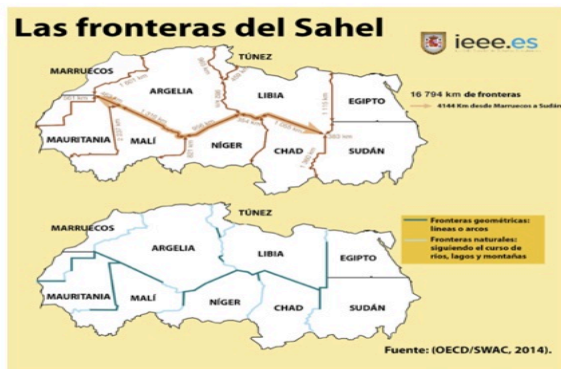 Las fronteras del Sahel
ieee.es
TÚNEZ
MARRUECOS
ARGELIA
LIBIA
EGIPTO
MAURITANIA
MALÍ
NÍGER
CHAD
SUDÁN
16 794 km de fronteras
4144 Km desde Marruecos a Sudán
TÚNEZ
MARRUECOS
ARGELIA
LIBIA
EGIPTO
MAURITANIA
MALÍ
NÍGER
CHAD
SUDÁN
Fronteras geométricas:
líneas o arcos
Fronteras naturales:
siguiendo el curso de
ríos, lagos y montañas
Fuente: (OECD/SWAC, 2014).